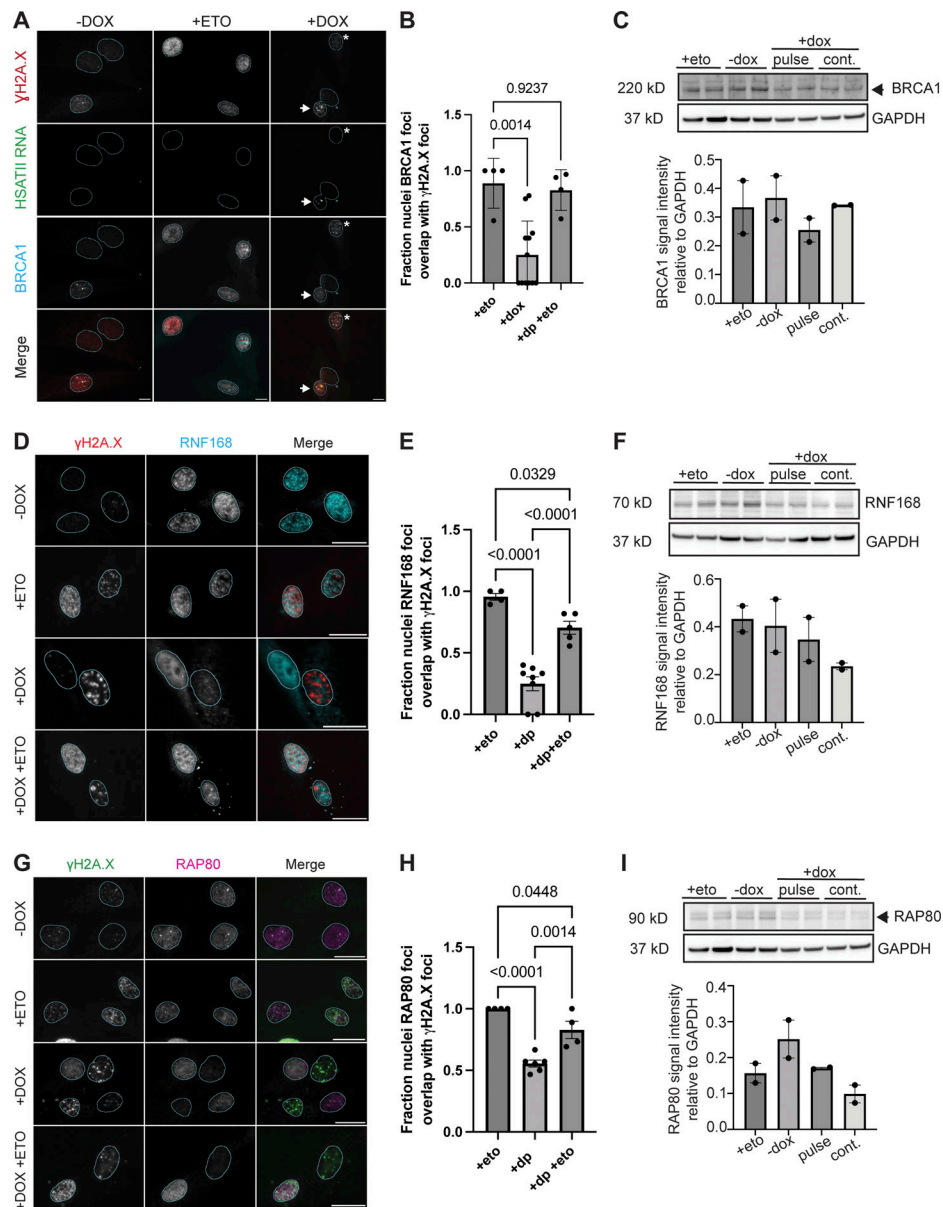 A
-DOX
+ETO
+DOX
γH2A.X
HSATII RNA
BRCA1
Merge
*
*
*
*
B
Fraction nuclei BRCA1 foci
overlap with γH2A.X foci
0.9237
0.0014
1.5
1.0
0.5
0.0
+eto
+dox
+dp +eto
C
+dox
+eto
-dox
pulse
cont.
220 kD
BRCA1
37 kD
GAPDH
BRCA1 signal intensity
relative to GAPDH
0.5
0.4
0.3
0.2
0.1
0.0
+eto
-dox
pulse
cont.
D
γH2A.X
RNF168
Merge
-DOX
+ETO
+DOX
+DOX +ETO
E
Fraction nuclei RNF168 foci
overlap with γH2A.X foci
0.0329
<0.0001
<0.0001
1.5
1.0
0.5
0.0
+eto
+dp
+dp+eto
F
+dox
+eto
-dox
pulse
cont.
70 kD
RNF168
37 kD
GAPDH
RNF168 signal intensity
relative to GAPDH
0.6
0.4
0.2
0.0
+eto
-dox
pulse
cont.
G
γH2A.X
RAP80
Merge
-DOX
+ETO
+DOX
+DOX +ETO
H
Fraction nuclei RAP80 foci
overlap with γH2A.X foci
0.0448
0.0014
<0.0001
1.5
1.0
0.5
0.0
+eto
+dp
+dp +eto
I
+dox
+eto
-dox
pulse
cont.
90 kD
RAP80
37 kD
GAPDH
RAP80 signal intensity
relative to GAPDH
0.4
0.3
0.2
0.1
0.0
+eto
-dox
pulse
cont.